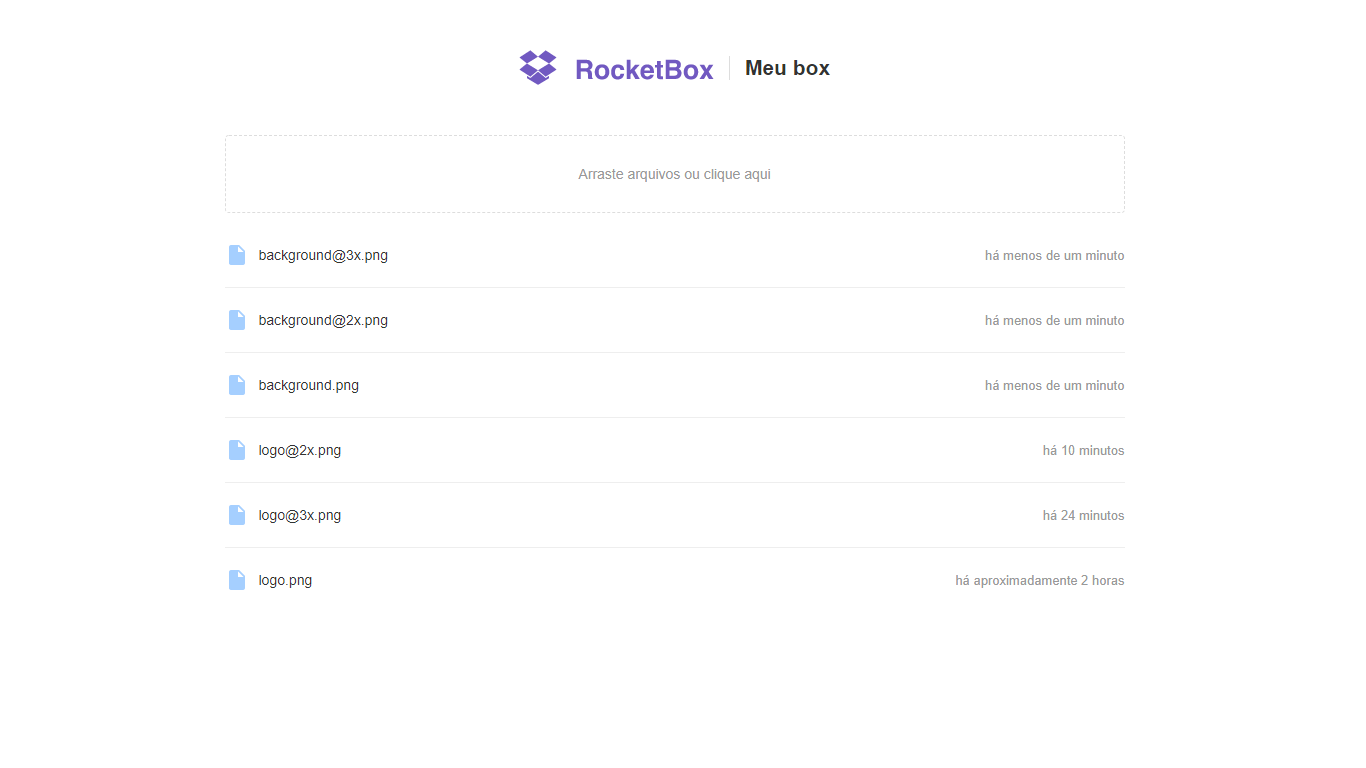 RocketBox Meu box
Arraste arquivos ou clique aqui
background@3x.png há menos de um minuto
background@2x.png há menos de um minuto
background.png há menos de um minuto
logo@2x.png há 10 minutos
logo@3x.png há 24 minutos
logo.png há aproximadamente 2 horas